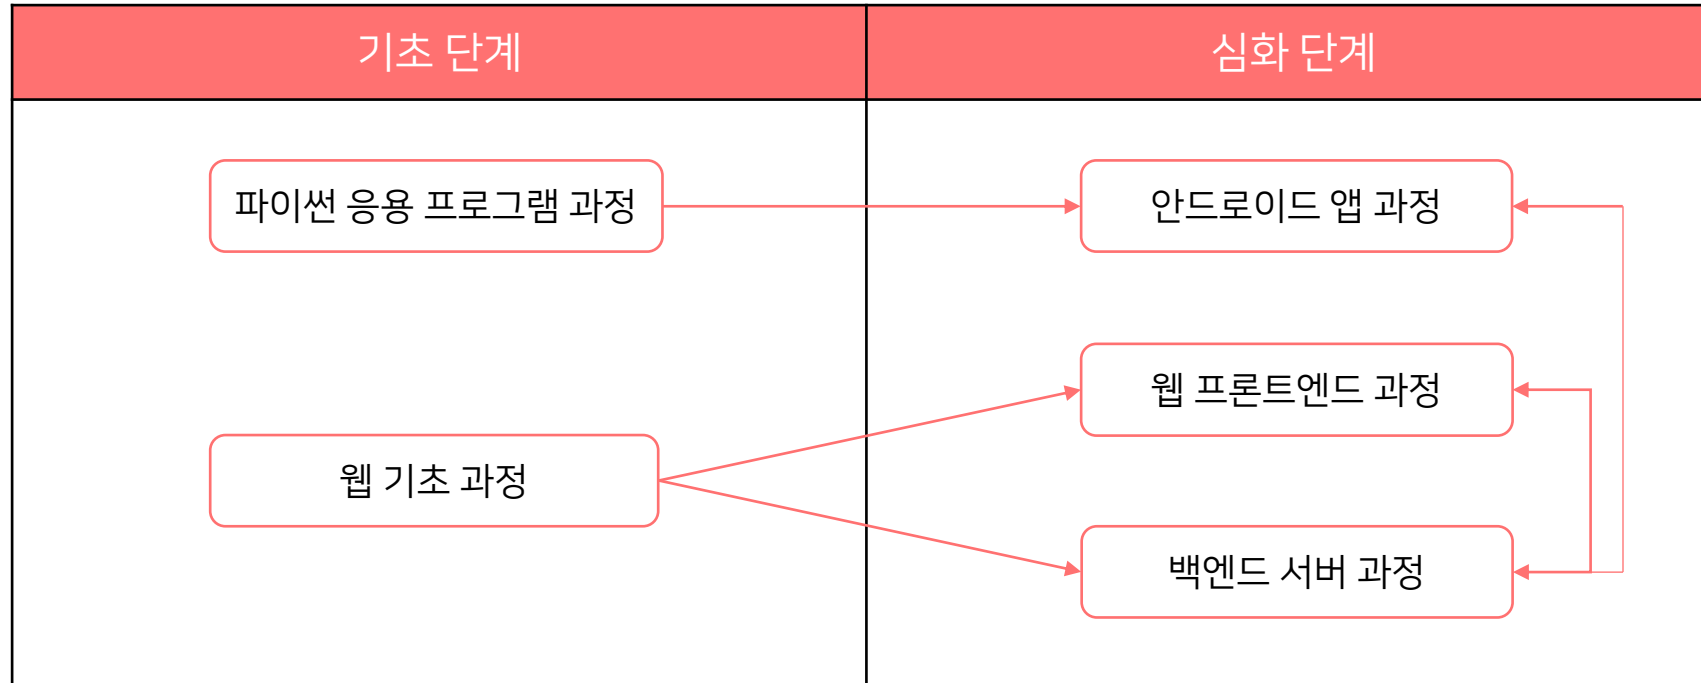 기초 단계
심화 단계
파이썬 응용 프로그램 과정
안드로이드 앱 과정
웹 프론트엔드 과정
웹 기초 과정
백엔드 서버 과정